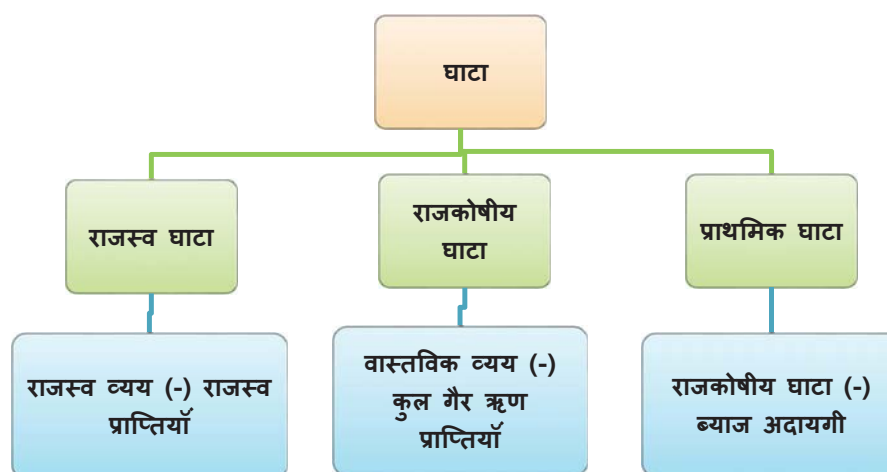 घाटा
राजस्व घाटा
राजकोषीय
घाटा
प्राथमिक घाटा
राजस्व व्यय (-) राजस्व
प्राप्तियॉ
वास्तविक व्यय (-)
कुल गैर ऋण
प्राप्तियॉ
राजकोषीय घाटा (-)
ब्याज अदायगी